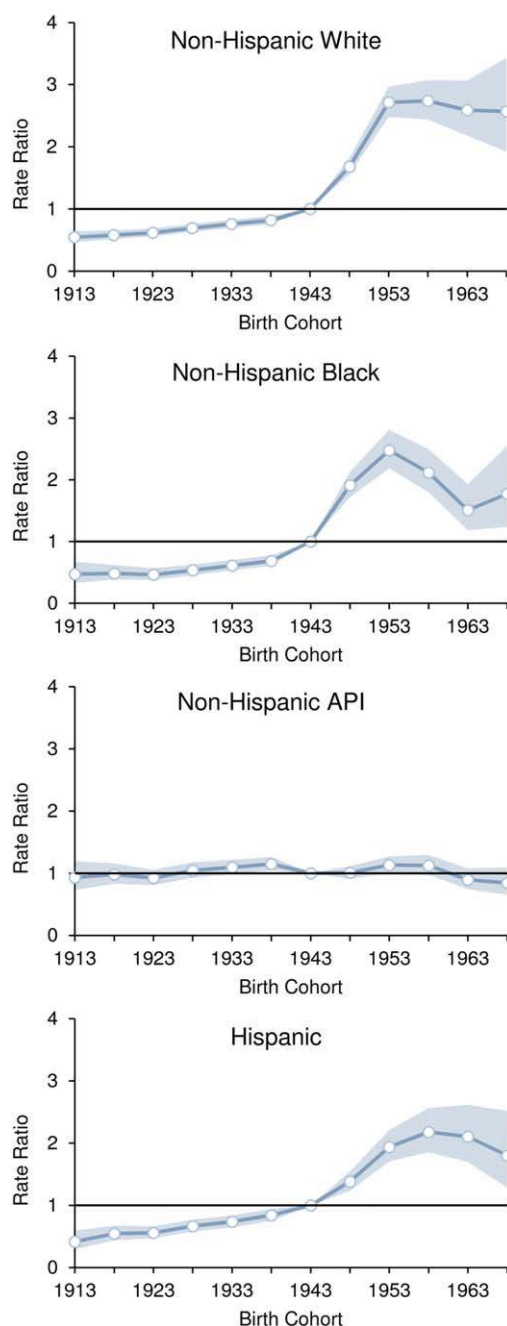 Non-Hispanic White
4
3
2
1
0
Rate Ratio
1913 1923 1933 1943 1953 1963
Birth Cohort
Non-Hispanic Black
4
3
2
1
0
Rate Ratio
1913 1923 1933 1943 1953 1963
Birth Cohort
Non-Hispanic API
4
3
2
1
0
Rate Ratio
1913 1923 1933 1943 1953 1963
Birth Cohort
Hispanic
4
3
2
1
0
Rate Ratio
1913 1923 1933 1943 1953 1963
Birth Cohort